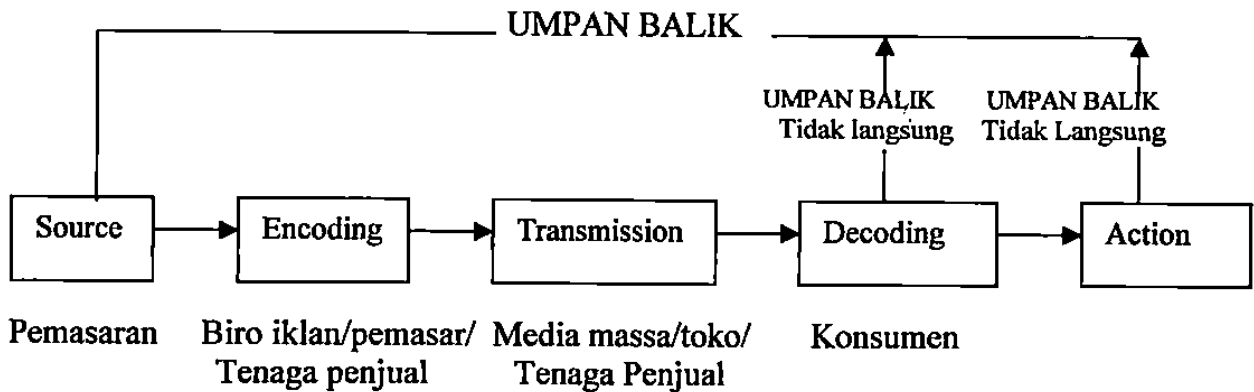 UMPAN BALIK
UMPAN BALIK
Tidak langsung
UMPAN BALIK
Tidak Langsung
Source
Encoding
Transmission
Decoding
Action
Pemasaran
Biro iklan/pemasar/
Tenaga penjual
Media massa/toko/
Tenaga Penjual
Konsumen